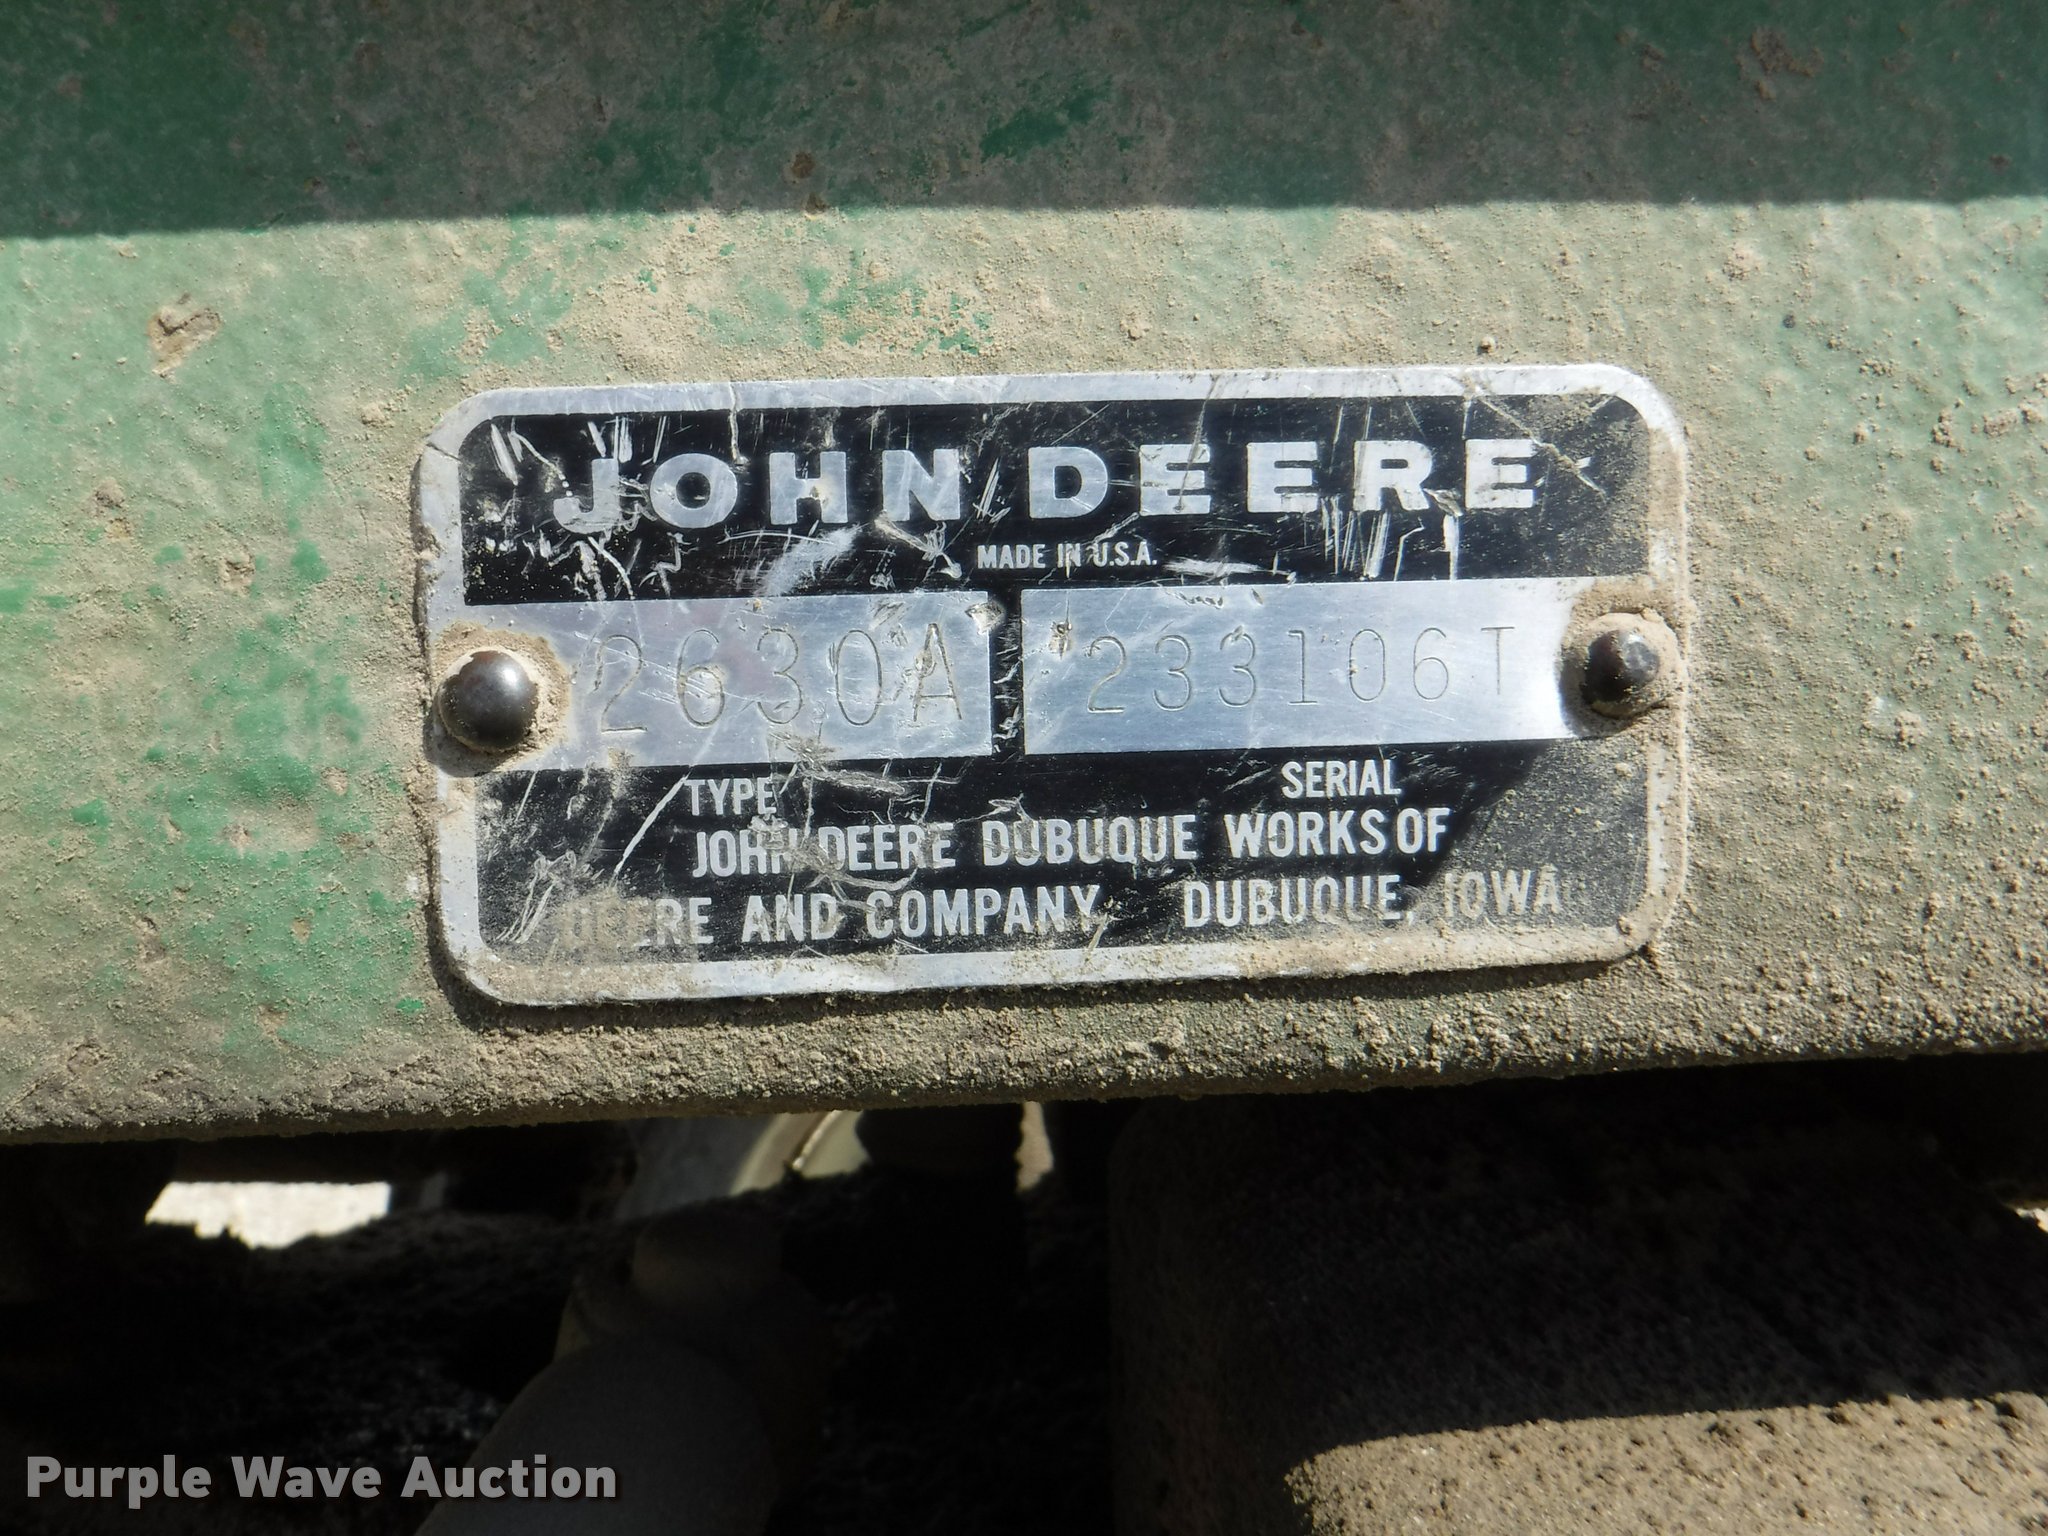 JOHN DEERE
MADE IN U.S.A.
2630A 233106T
TYPE SERIAL
JOHN DEERE DUBUQUE WORKS OF
DEERE AND COMPANY DUBUQUE, IOWA
Purple Wave Auction